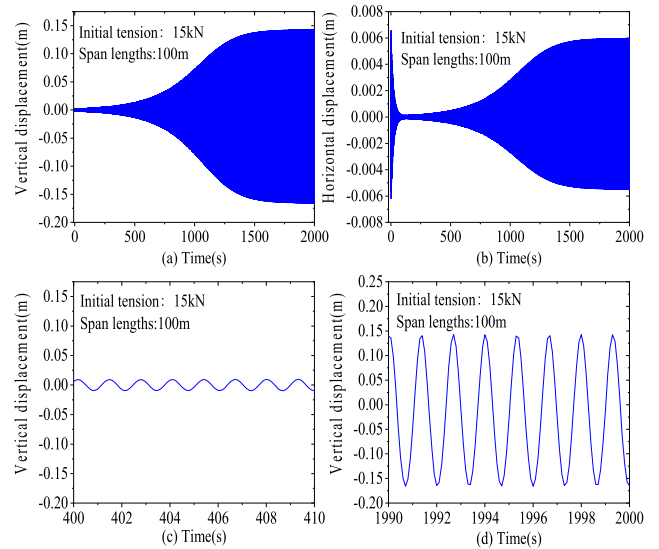 Vertical displacement(m)
0.15
0.10
0.05
0.00
-0.05
-0.10
-0.15
-0.20
Initial tension: 15kN
Span lengths:100m
0 500 1000 1500 2000
(a) Time(s)
Horizontal displacement(m)
0.008
0.006
0.004
0.002
0.000
-0.002
-0.004
-0.006
-0.008
Initial tension: 15kN
Span lengths:100m
0 500 1000 1500 2000
(b) Time(s)
Vertical displacement(m)
0.15
0.10
0.05
0.00
-0.05
-0.10
-0.15
-0.20
Initial tension: 15kN
Span lengths:100m
400 402 404 406 408 410
(c) Time(s)
Vertical displacement(m)
0.25
0.20
0.15
0.10
0.05
0.00
-0.05
-0.10
-0.15
-0.20
Initial tension: 15kN
Span lengths:100m
1990 1992 1994 1996 1998 2000
(d) Time(s)